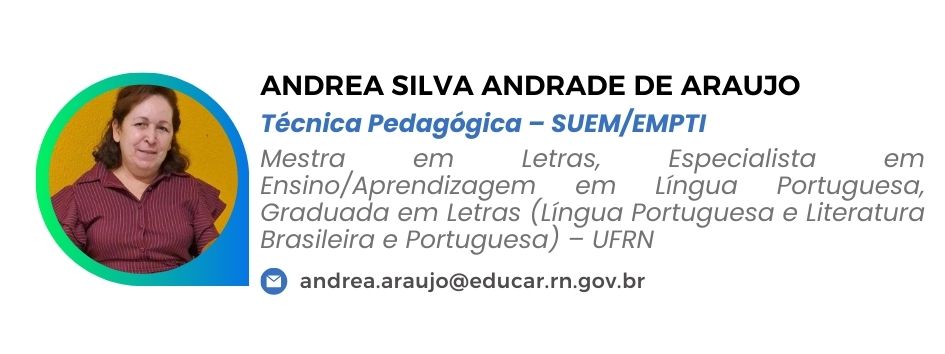 ANDREA SILVA ANDRADE DE ARAUJO
Técnica Pedagógica – SUEM/EMPTI
Mestra em Letras, Especialista em
Ensino/Aprendizagem em Língua Portuguesa,
Graduada em Letras (Língua Portuguesa e Literatura
Brasileira e Portuguesa) – UFRN
andrea.araujo@educar.rn.gov.br